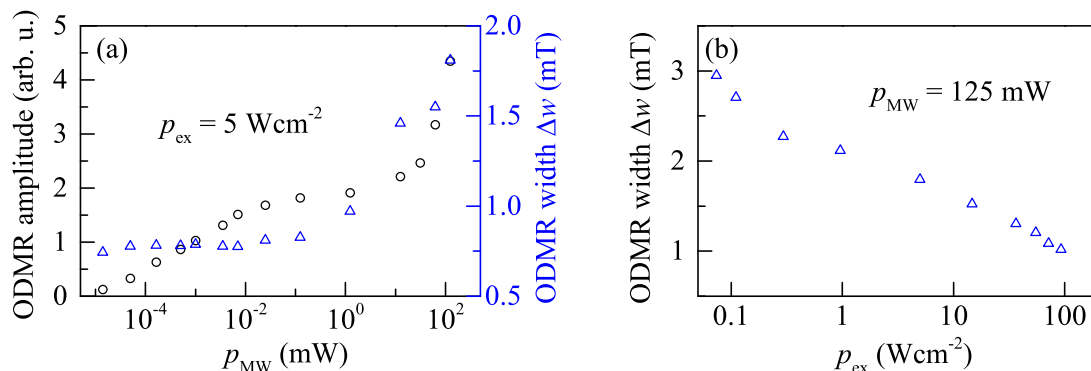 (a)
p_ex = 5 Wcm^-2
ODMR amplitude (arb. u.)
5
4
3
2
1
0
10^-4
10^-2
10^0
10^2
p_MW (mW)
2.0
1.5
1.0
0.5
ODMR width Δw (mT)
(b)
p_MW = 125 mW
ODMR width Δw (mT)
3
2
1
0.1
1
10
100
p_ex (Wcm^-2)